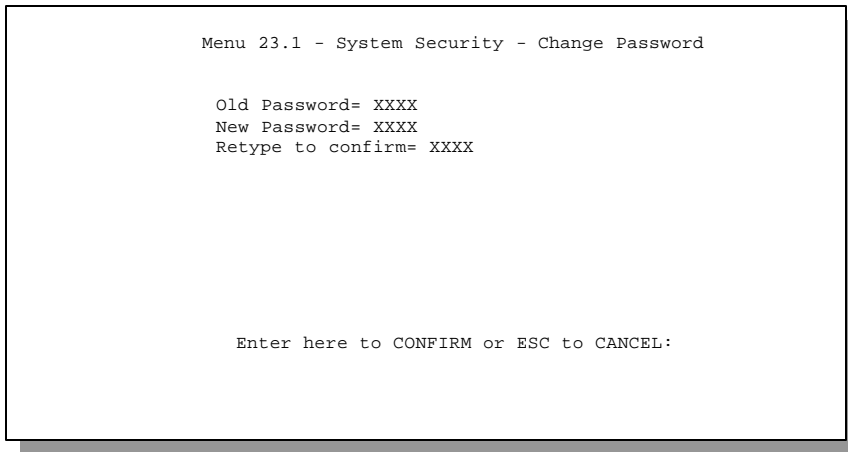 Menu 23.1 - System Security - Change Password
Old Password= XXXX
New Password= XXXX
Retype to confirm= XXXX
Enter here to CONFIRM or ESC to CANCEL: